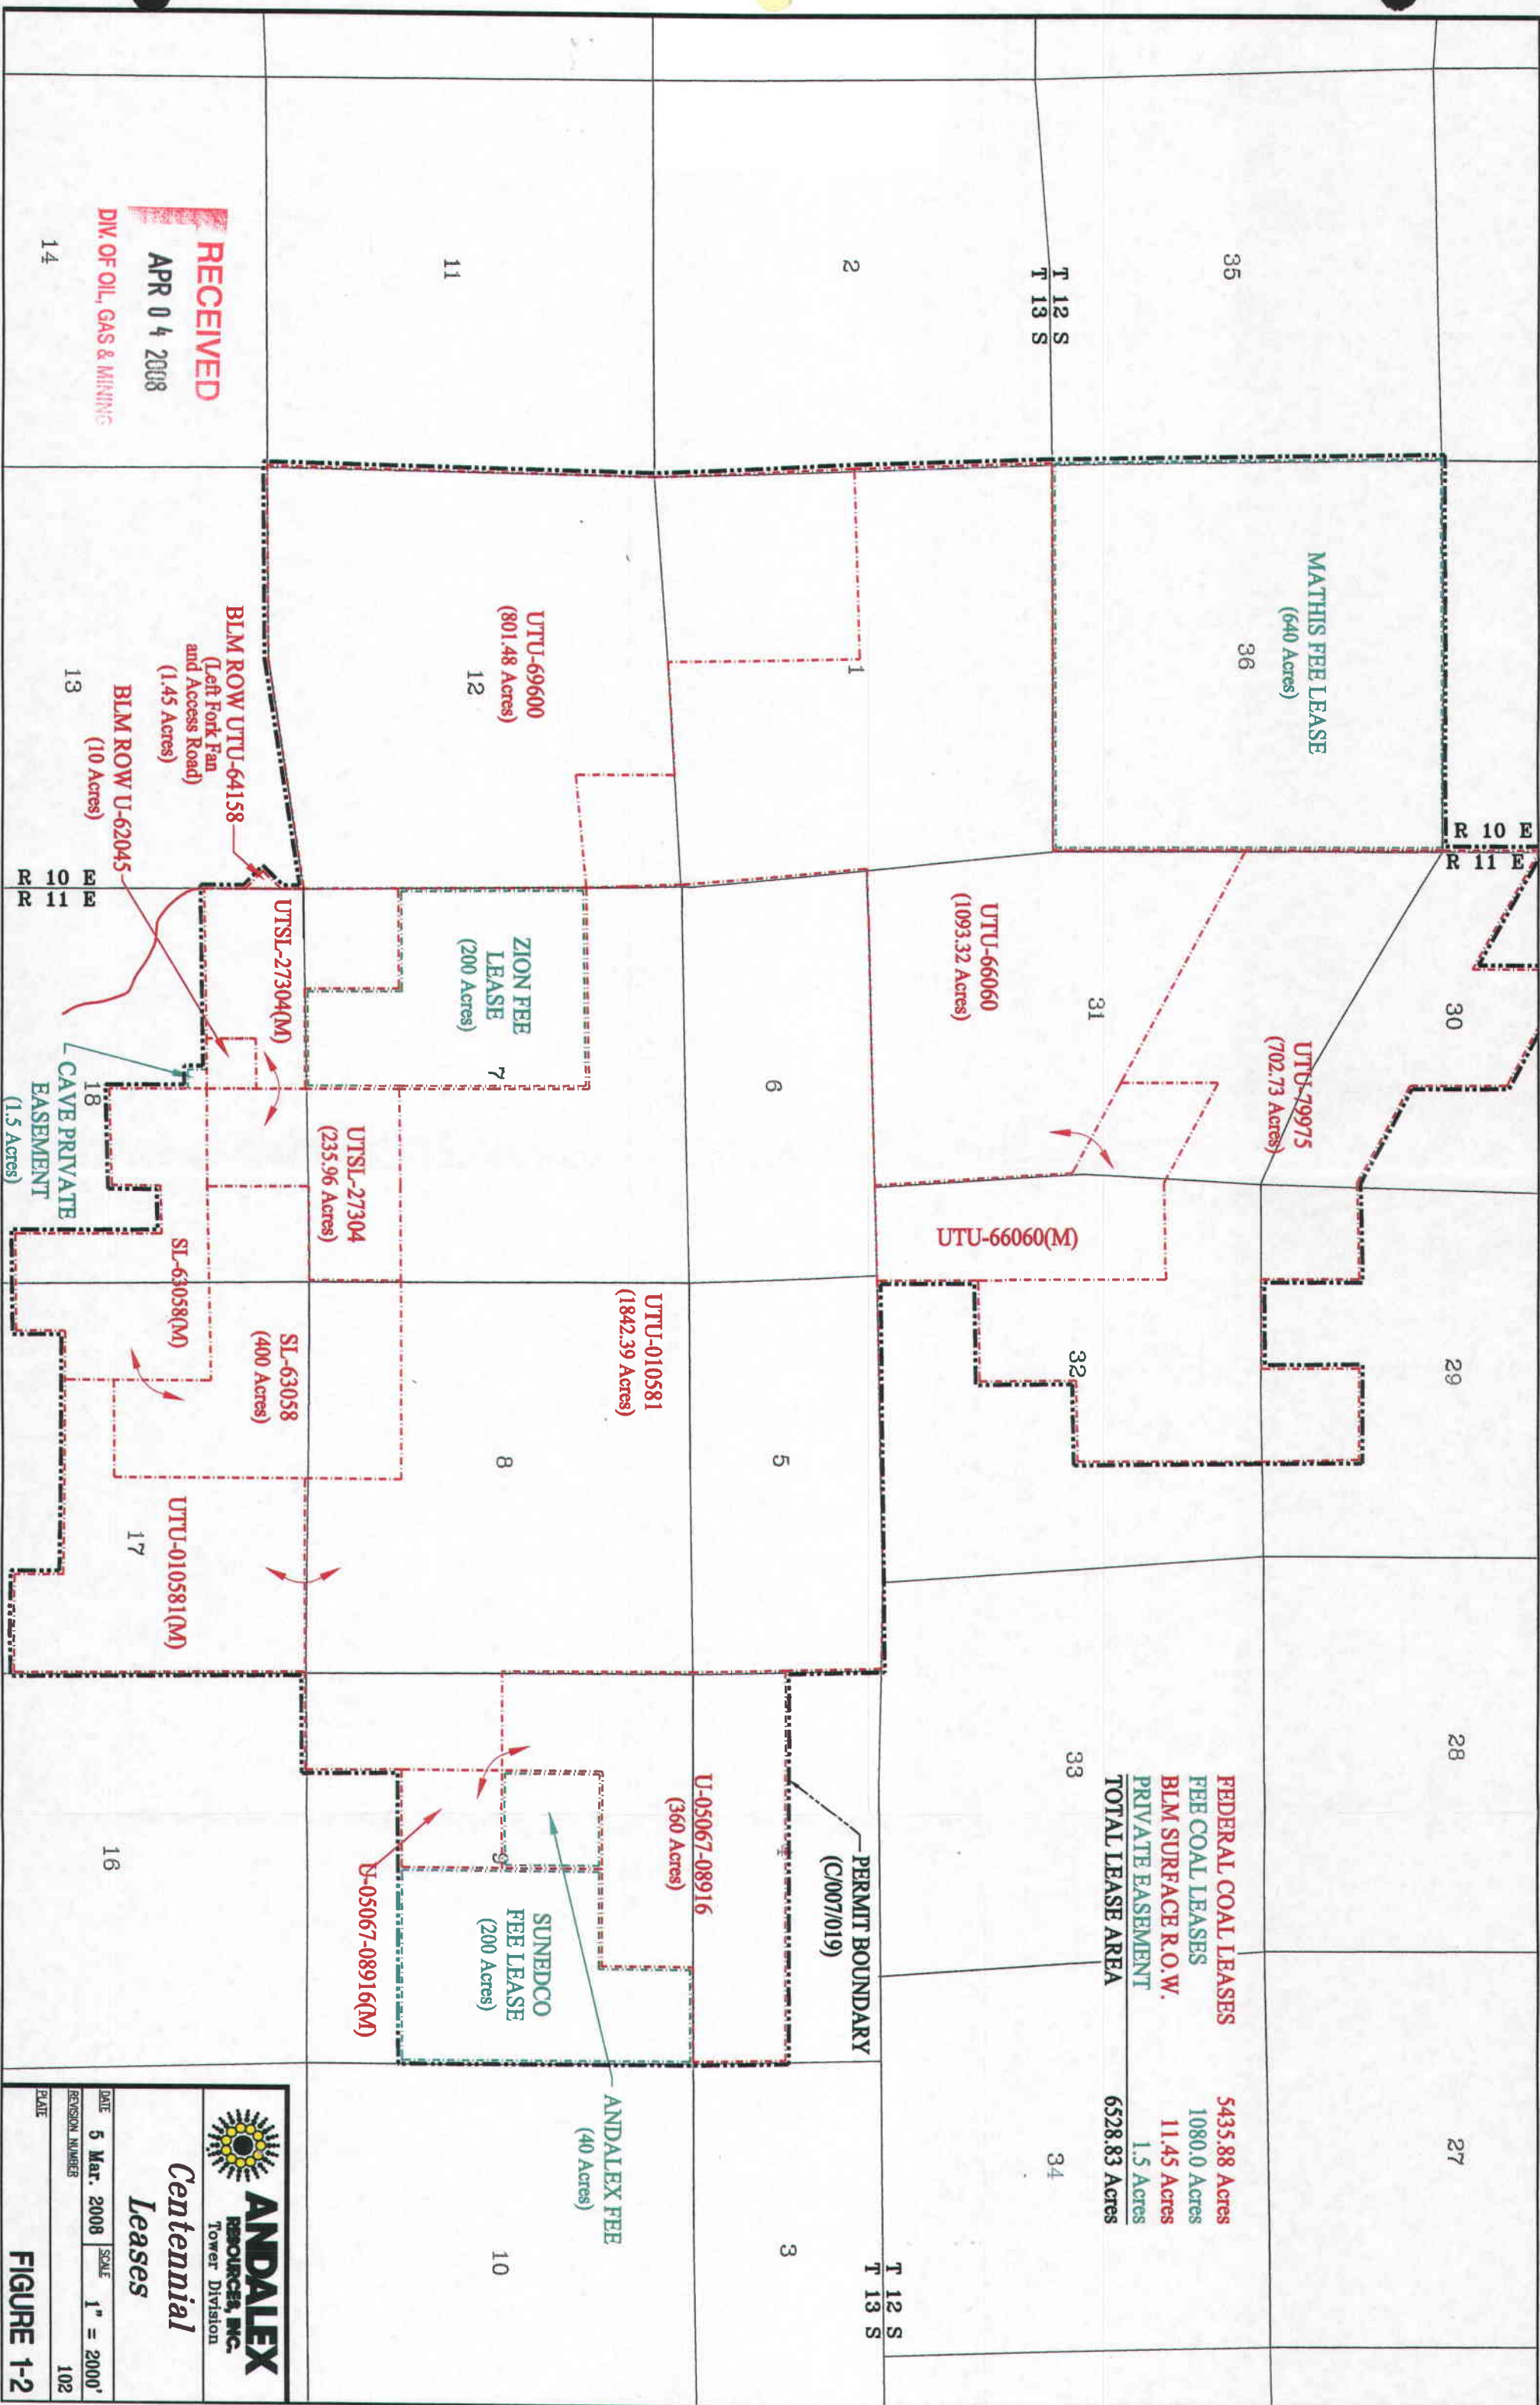 R 10 E
R 11 E
30
29
28
27
35
MATHIS FEE LEASE
(640 Acres)
36
31
UTU-79975
(702.73 Acres)
32
33
34
FEDERAL COAL LEASES 5435.88 Acres
FEE COAL LEASES 1080.0 Acres
BLM SURFACE R.O.W. 11.45 Acres
PRIVATE EASEMENT 1.5 Acres
TOTAL LEASE AREA 6528.83 Acres
T 12 S
T 13 S
UTU-66060
(1093.32 Acres)
UTU-66060(M)
PERMIT BOUNDARY
(C/007/019)
T 12 S
T 13 S
2
1
6
5
4
3
UTU-010581
(1842.39 Acres)
U-05067-08916
(360 Acres)
ANDALEX FEE
(40 Acres)
11
UTU-69600
(801.48 Acres)
12
ZION FEE
LEASE
(200 Acres)
7
8
9
SUNEDCO
FEE LEASE
(200 Acres)
10
UTSL-27304
(235.96 Acres)
U-05067-08916(M)
UTSL-27304(M)
SL-63058
(400 Acres)
SL-63058(M)
UTU-010581(M)
BLM ROW UTU-64158
(Left Fork Fan
and Access Road)
(1.45 Acres)
BLM ROW U-62045
(10 Acres)
14
13
18
17
16
R 10 E
R 11 E
CAVE PRIVATE
EASEMENT
(1.5 Acres)
RECEIVED
APR 04 2008
DIV. OF OIL, GAS & MINING
ANDALEX
RESOURCES, INC.
Tower Division
Centennial
Leases
DATE 5 Mar. 2008 SCALE 1" = 2000'
REVISION NUMBER 102
PLATE
FIGURE 1-2